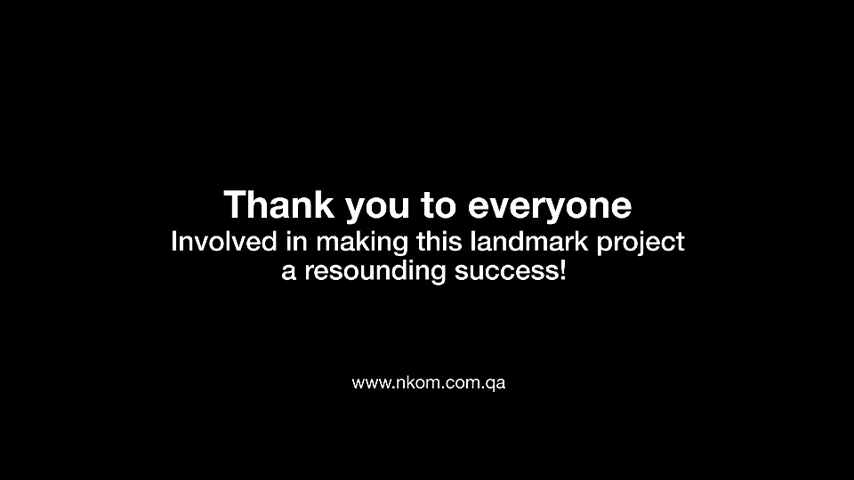 Thank you to everyone
Involved in making this landmark project
a resounding success!
www.nkom.com.qa